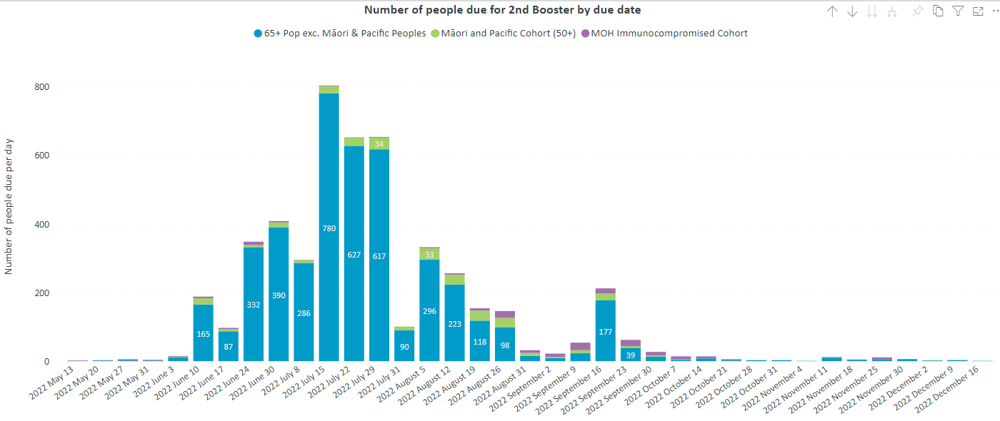 Number of people due for 2nd Booster by due date
65+ Pop exc. Māori & Pacific Peoples Māori and Pacific Cohort (50+) MOH Immunocompromised Cohort
Number of people due per day
800
600
400
200
0
165
87
332
390
286
780
627
34
617
90
33
296
223
118
98
177
39
2022 May 13
2022 May 20
2022 May 27
2022 May 31
2022 June 3
2022 June 10
2022 June 17
2022 June 24
2022 June 30
2022 July 8
2022 July 15
2022 July 22
2022 July 29
2022 July 31
2022 August 5
2022 August 12
2022 August 19
2022 August 26
2022 August 31
2022 September 2
2022 September 9
2022 September 16
2022 September 23
2022 September 30
2022 October 7
2022 October 14
2022 October 21
2022 October 28
2022 October 31
2022 November 4
2022 November 11
2022 November 18
2022 November 25
2022 November 30
2022 December 2
2022 December 9
2022 December 16